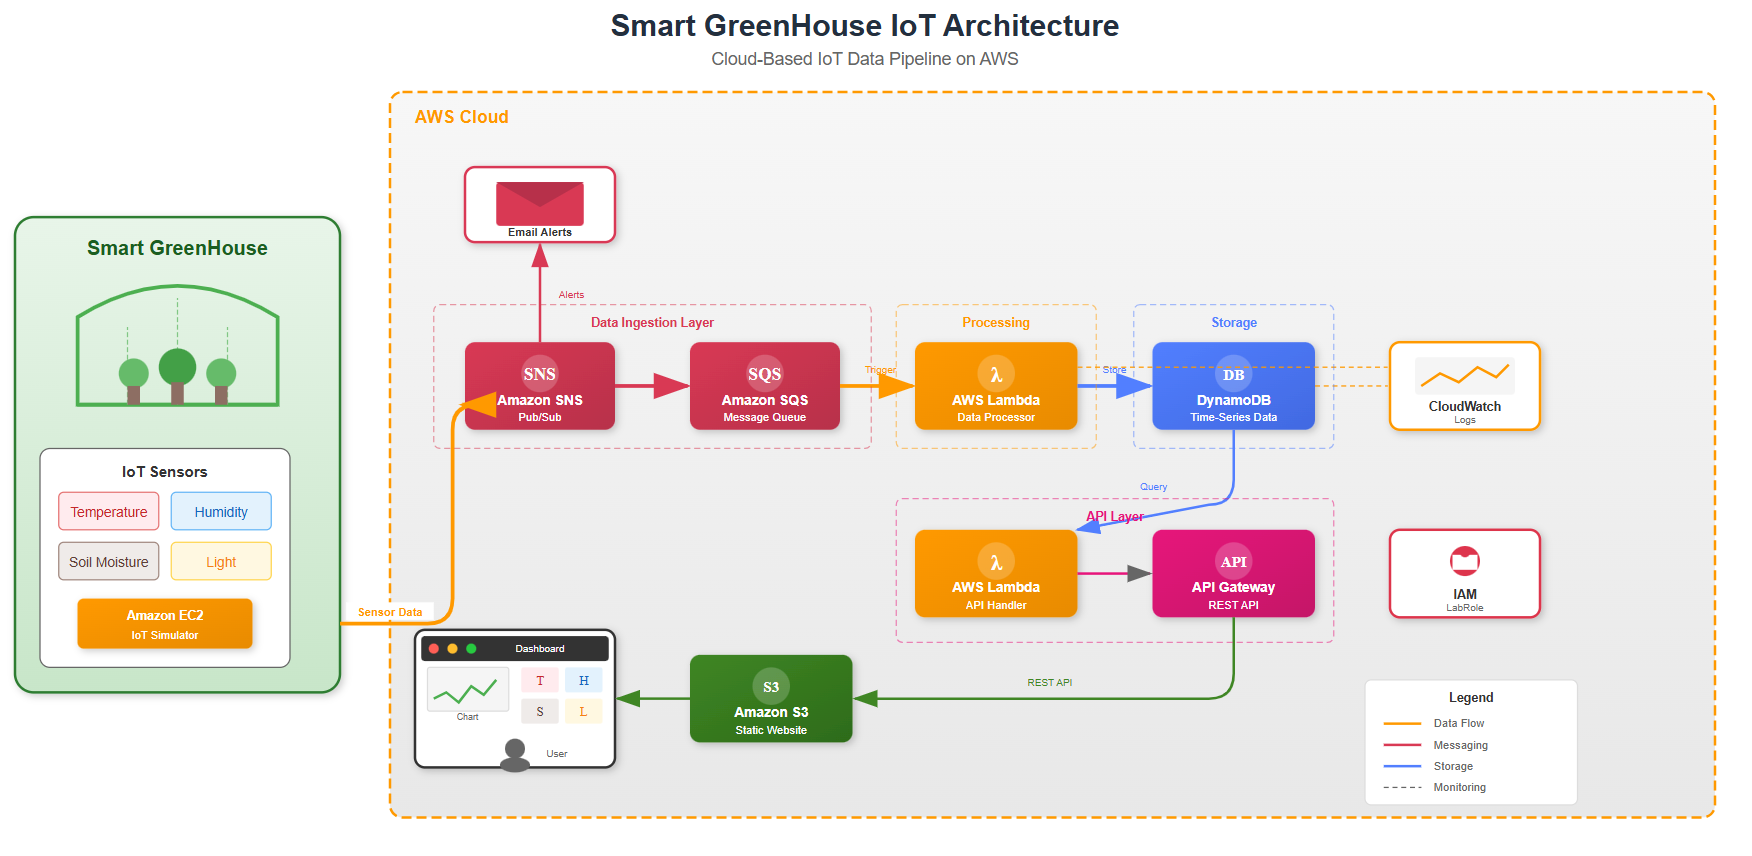 Smart GreenHouse IoT Architecture
Cloud-Based IoT Data Pipeline on AWS
AWS Cloud
Email Alerts
Alerts
Smart GreenHouse
IoT Sensors
Temperature
Humidity
Soil Moisture
Light
Amazon EC2
IoT Simulator
Sensor Data
Data Ingestion Layer
SNS
Amazon SNS
Pub/Sub
SQS
Amazon SQS
Message Queue
Trigger
Processing
λ
AWS Lambda
Data Processor
Store
Storage
DB
DynamoDB
Time-Series Data
CloudWatch
Logs
Query
API Layer
λ
AWS Lambda
API Handler
API
API Gateway
REST API
IAM
LabRole
REST API
S3
Amazon S3
Static Website
Dashboard
T
H
S
L
Chart
User
Legend
Data Flow
Messaging
Storage
Monitoring